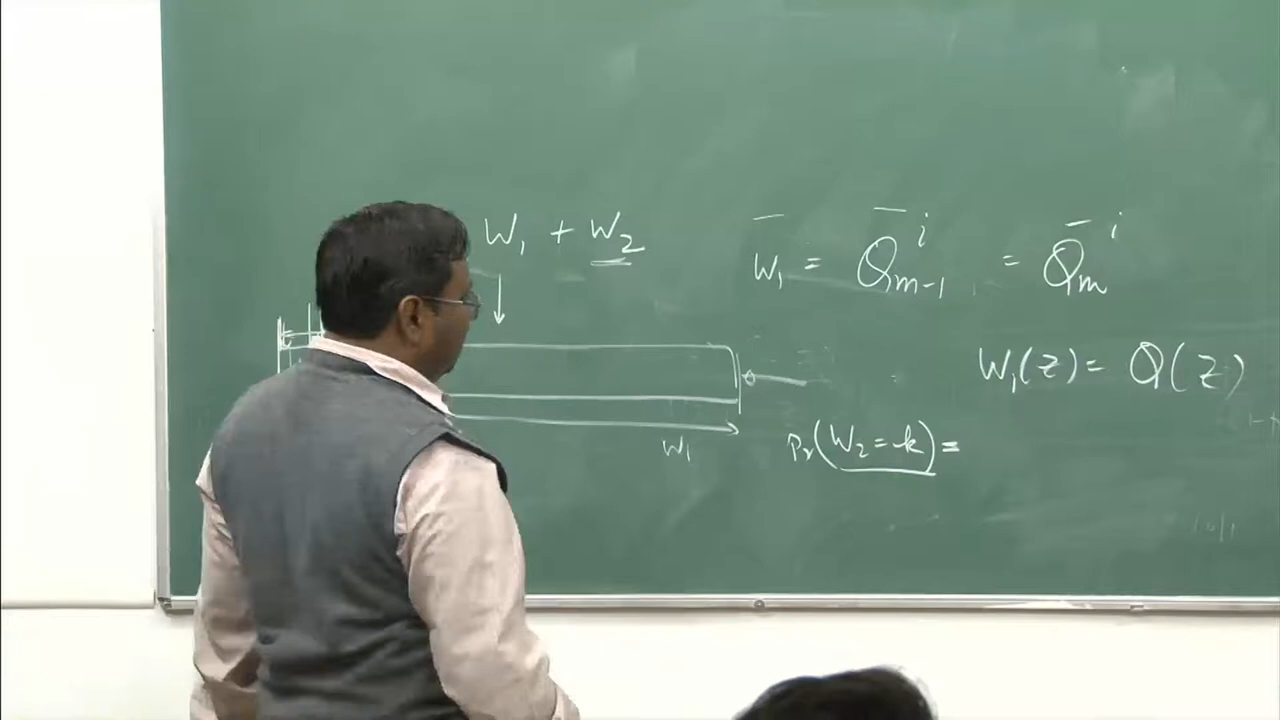 W₁ + W₂
W̄₁ = Q̄ⁱₘ₋₁ = Q̄ⁱₘ
W₁(z) = Q(z)
W₁
Pr(W₂ = k) =